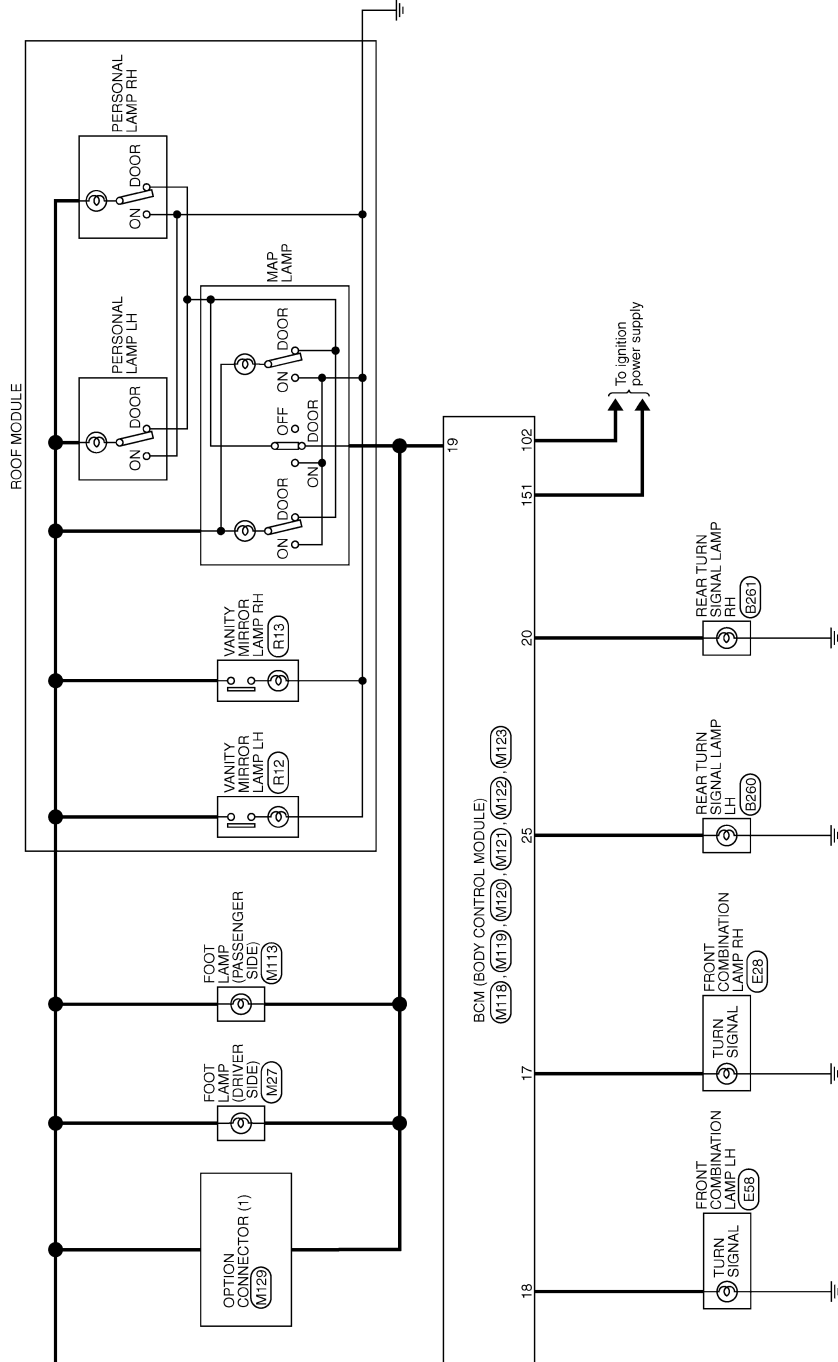 ROOF MODULE
PERSONAL
LAMP RH
DOOR
ON
PERSONAL
LAMP LH
DOOR
ON
MAP
LAMP
DOOR
ON
OFF
DOOR
ON
DOOR
ON
VANITY
MIRROR
LAMP RH
R13
VANITY
MIRROR
LAMP LH
R12
FOOT
LAMP
(PASSENGER
SIDE)
M113
FOOT
LAMP
(DRIVER
SIDE)
M27
OPTION
CONNECTOR (1)
M129
19
102
151
To ignition
power supply
BCM (BODY CONTROL MODULE)
M118 , M119 , M120 , M121 , M122 , M123
20
25
17
18
REAR TURN
SIGNAL LAMP
RH
B261
REAR TURN
SIGNAL LAMP
LH
B260
FRONT
COMBINATION
LAMP RH
E28
TURN
SIGNAL
FRONT
COMBINATION
LAMP LH
E58
TURN
SIGNAL